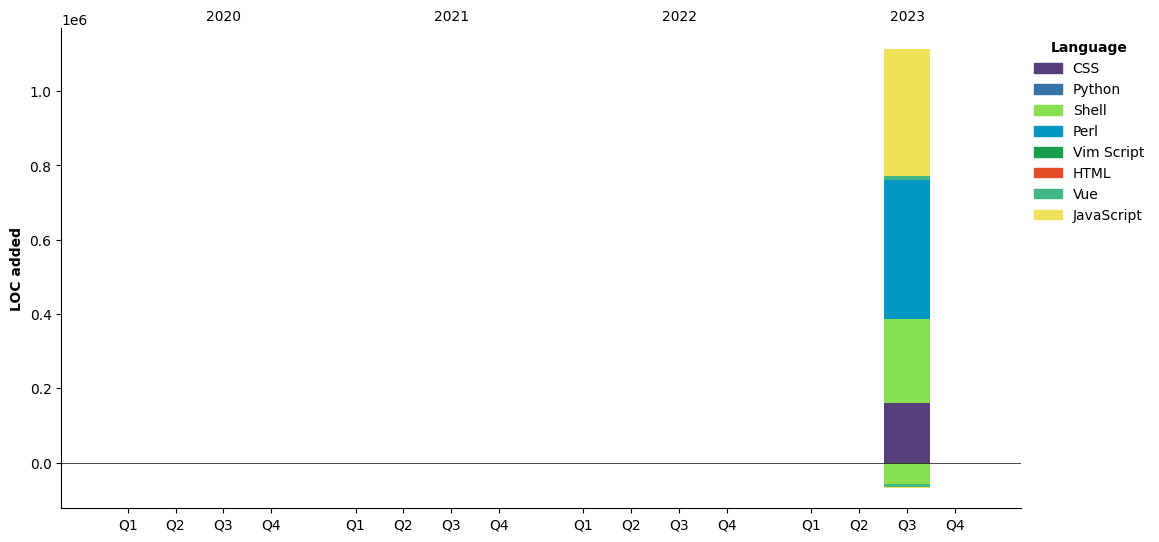 2020 2021 2022 2023
1e6
Language
CSS
Python
Shell
Perl
Vim Script
HTML
Vue
JavaScript
1.0
0.8
0.6
0.4
0.2
0.0
LOC added
Q1 Q2 Q3 Q4 Q1 Q2 Q3 Q4 Q1 Q2 Q3 Q4 Q1 Q2 Q3 Q4